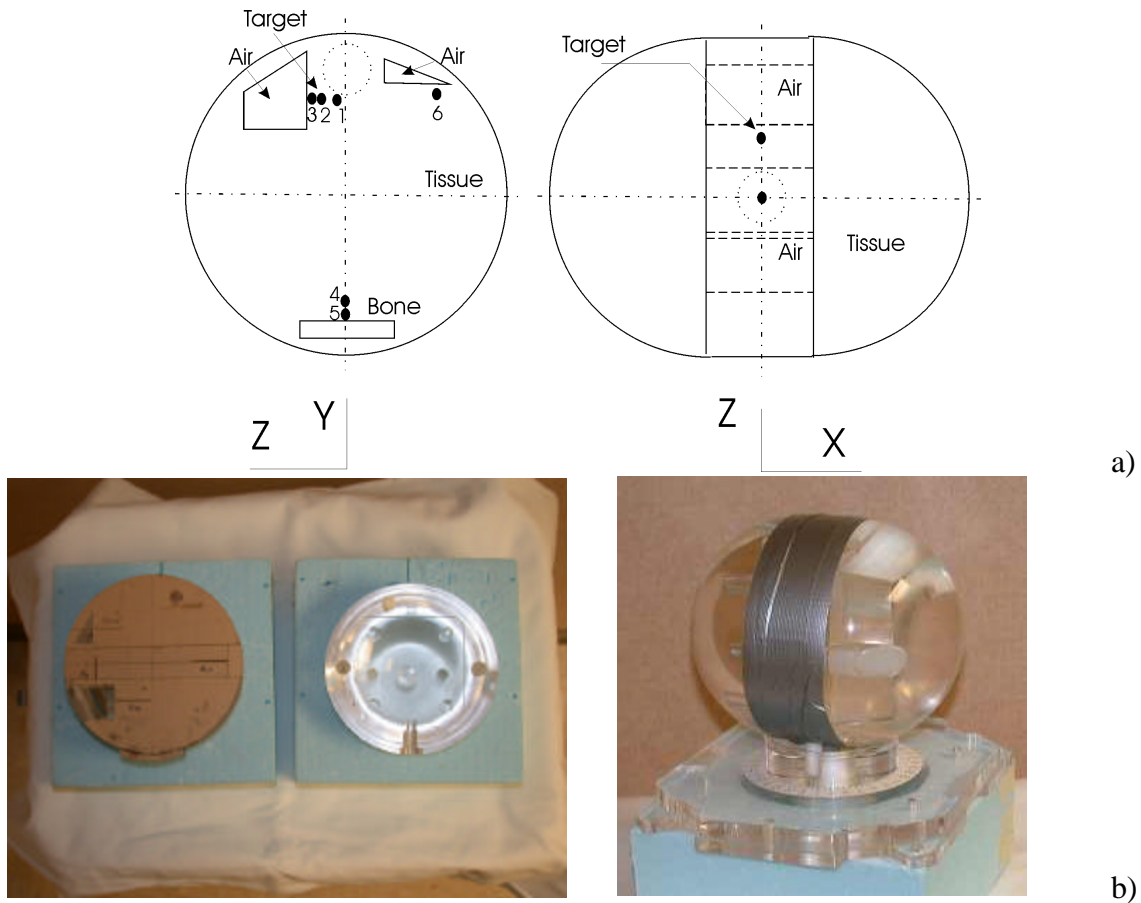 Target
Air
Air
3 2 1
6
Tissue
4
5
Bone
Z
Y
Target
Air
Air
Tissue
Z
X
a)
b)